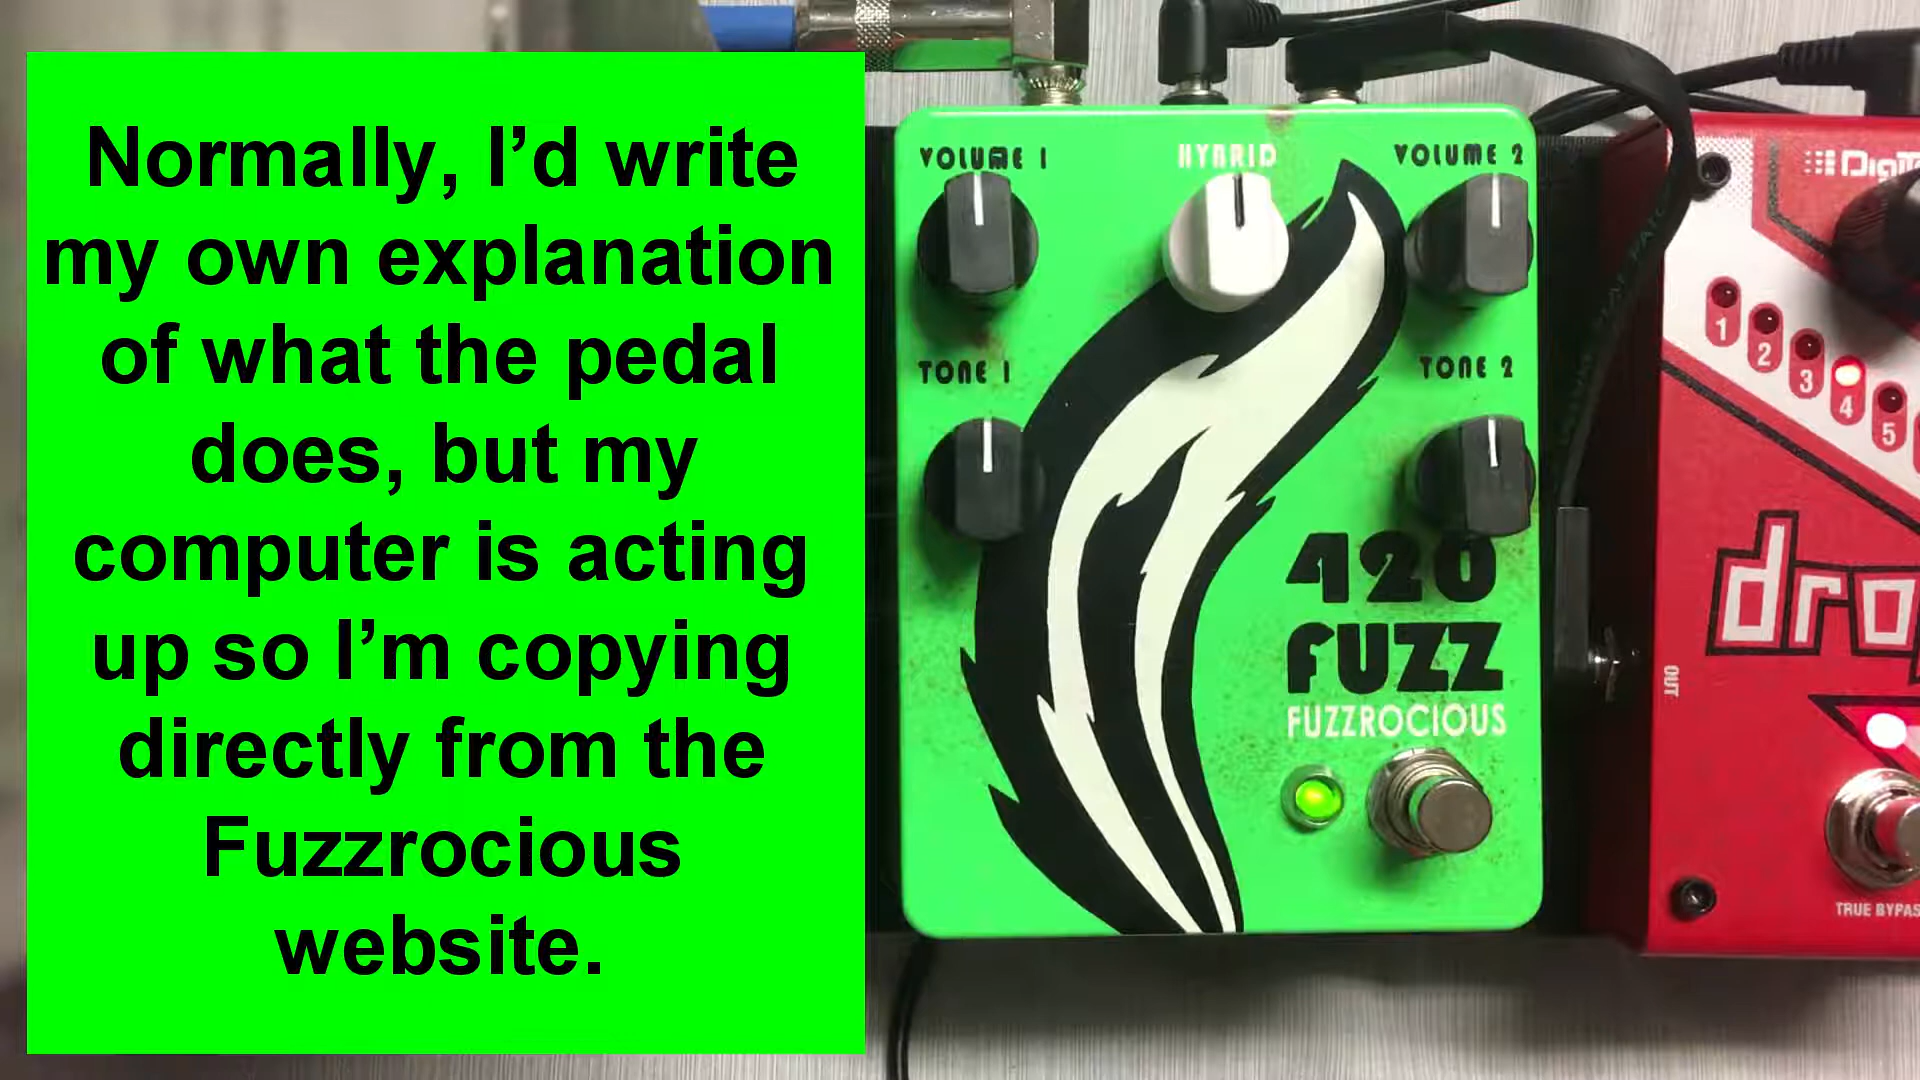 Normally, I’d write
my own explanation
of what the pedal
does, but my
computer is acting
up so I’m copying
directly from the
Fuzzrocious
website.
VOLUME 1
HYBRID
VOLUME 2
TONE 1
TONE 2
420
FUZZ
FUZZROCIOUS
1
2
3
4
5
OUT
TRUE